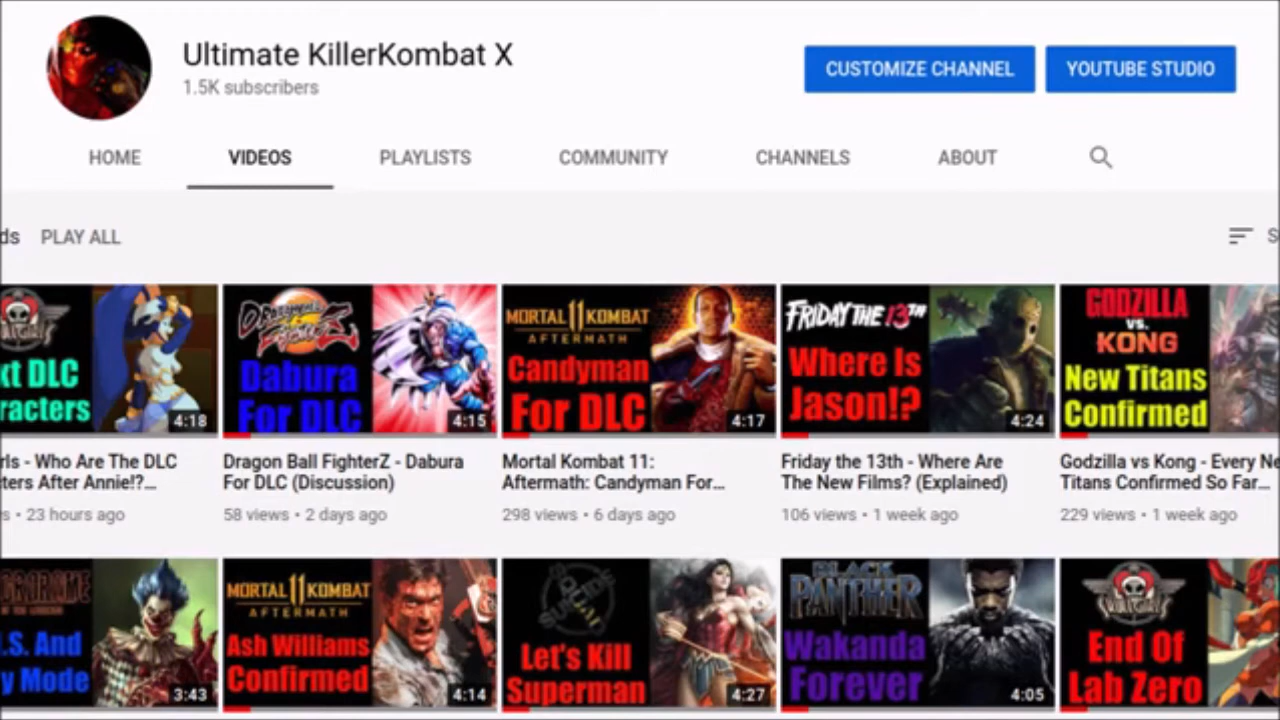 Ultimate KillerKombat X
1.5K subscribers
CUSTOMIZE CHANNEL
YOUTUBE STUDIO
HOME
VIDEOS
PLAYLISTS
COMMUNITY
CHANNELS
ABOUT
ds
PLAY ALL
S
xt DLC
racters
4:18
DRAGONBALL
FighterZ
Dabura
For DLC
4:15
MORTAL KOMBAT 11
AFTERMATH
Candyman
For DLC
4:17
FRIDAY THE 13TH
Where Is
Jason!?
4:24
GODZILLA
VS.
KONG
New Titans
Confirmed
rls - Who Are The DLC
ters After Annie!?...
s • 23 hours ago
Dragon Ball FighterZ - Dabura
For DLC (Discussion)
58 views • 2 days ago
Mortal Kombat 11:
Aftermath: Candyman For...
298 views • 6 days ago
Friday the 13th - Where Are
The New Films? (Explained)
106 views • 1 week ago
Godzilla vs Kong - Every Ne
Titans Confirmed So Far...
229 views • 1 week ago
.S. And
y Mode
3:43
MORTAL KOMBAT 11
AFTERMATH
Ash Williams
Confirmed
4:14
Let's Kill
Superman
4:27
BLACK
PANTHER
Wakanda
Forever
4:05
End Of
Lab Zero